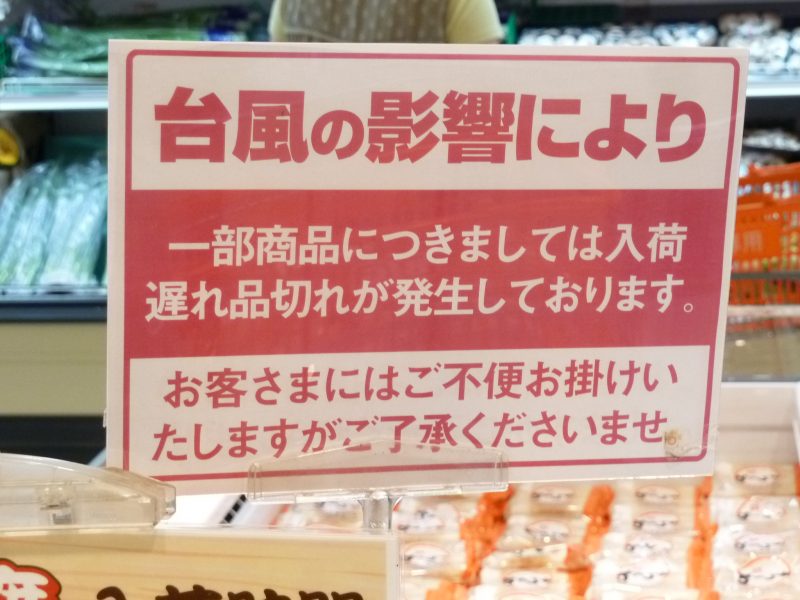 台風の影響により
一部商品につきましては入荷
遅れ品切れが発生しております。
お客さまにはご不便お掛けい
たしますがご了承くださいませ